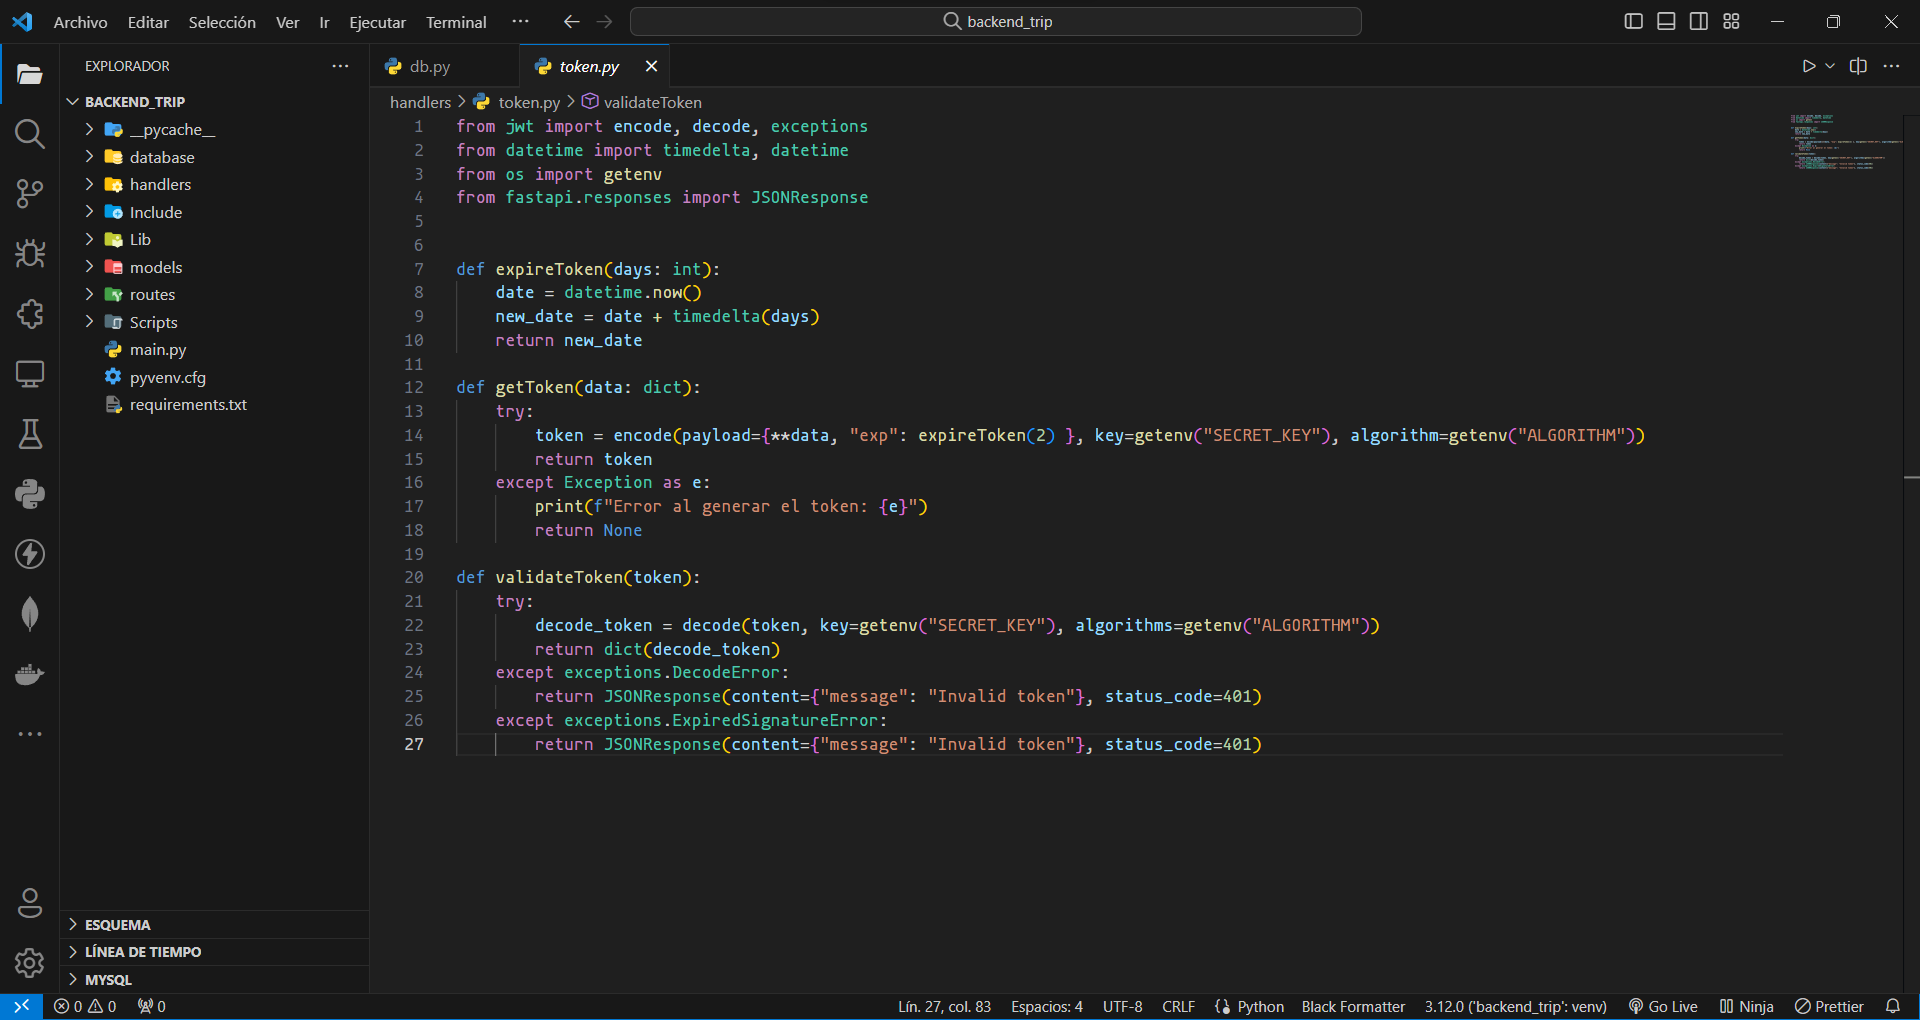 Archivo Editar Selección Ver Ir Ejecutar Terminal ··· backend_trip
EXPLORADOR
BACKEND_TRIP
__pycache__
database
handlers
Include
Lib
models
routes
Scripts
main.py
pyvenv.cfg
requirements.txt
ESQUEMA
LÍNEA DE TIEMPO
MYSQL
db.py token.py
handlers > token.py > validateToken
1 from jwt import encode, decode, exceptions
2 from datetime import timedelta, datetime
3 from os import getenv
4 from fastapi.responses import JSONResponse
5
6
7 def expireToken(days: int):
8     date = datetime.now()
9     new_date = date + timedelta(days)
10     return new_date
11
12 def getToken(data: dict):
13     try:
14         token = encode(payload={**data, "exp": expireToken(2) }, key=getenv("SECRET_KEY"), algorithm=getenv("ALGORITHM"))
15         return token
16     except Exception as e:
17         print(f"Error al generar el token: {e}")
18         return None
19
20 def validateToken(token):
21     try:
22         decode_token = decode(token, key=getenv("SECRET_KEY"), algorithms=getenv("ALGORITHM"))
23         return dict(decode_token)
24     except exceptions.DecodeError:
25         return JSONResponse(content={"message": "Invalid token"}, status_code=401)
26     except exceptions.ExpiredSignatureError:
27         return JSONResponse(content={"message": "Invalid token"}, status_code=401)
0 0 0 Lín. 27, col. 83 Espacios: 4 UTF-8 CRLF Python Black Formatter 3.12.0 ('backend_trip': venv) Go Live Ninja Prettier